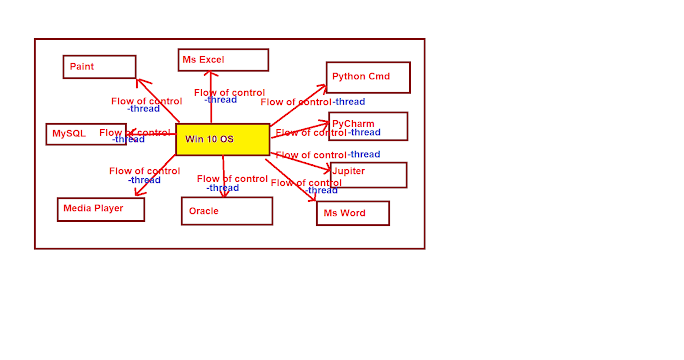 Ms Excel
Paint
Python Cmd
Flow of control
-thread
Flow of control
-thread
Flow of control-thread
PyCharm
MySQL
Flow of control
-thread
Win 10 OS
Flow of control-thread
Flow of control-thread
Flow of control
-thread
Jupiter
Flow of control
-thread
Flow of control
-thread
Media Player
Oracle
Ms Word